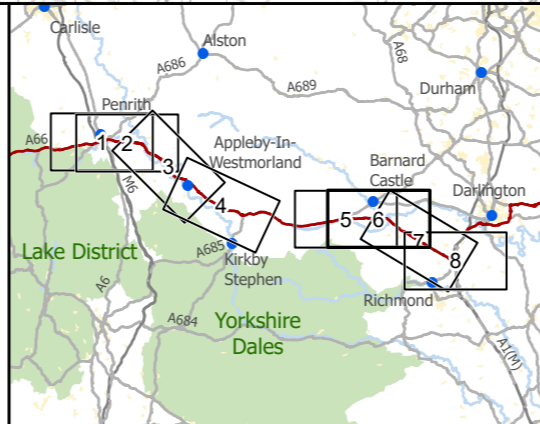 Carlisle
Alston
A68
A686
A689
Durham
Penrith
A66
1
2
3
Appleby-In-
Westmorland
Barnard
Castle
Darlington
M6
4
5
6
7
8
Lake District
A685
Kirkby
Stephen
A6
Richmond
A684
Yorkshire
Dales
A1(M)